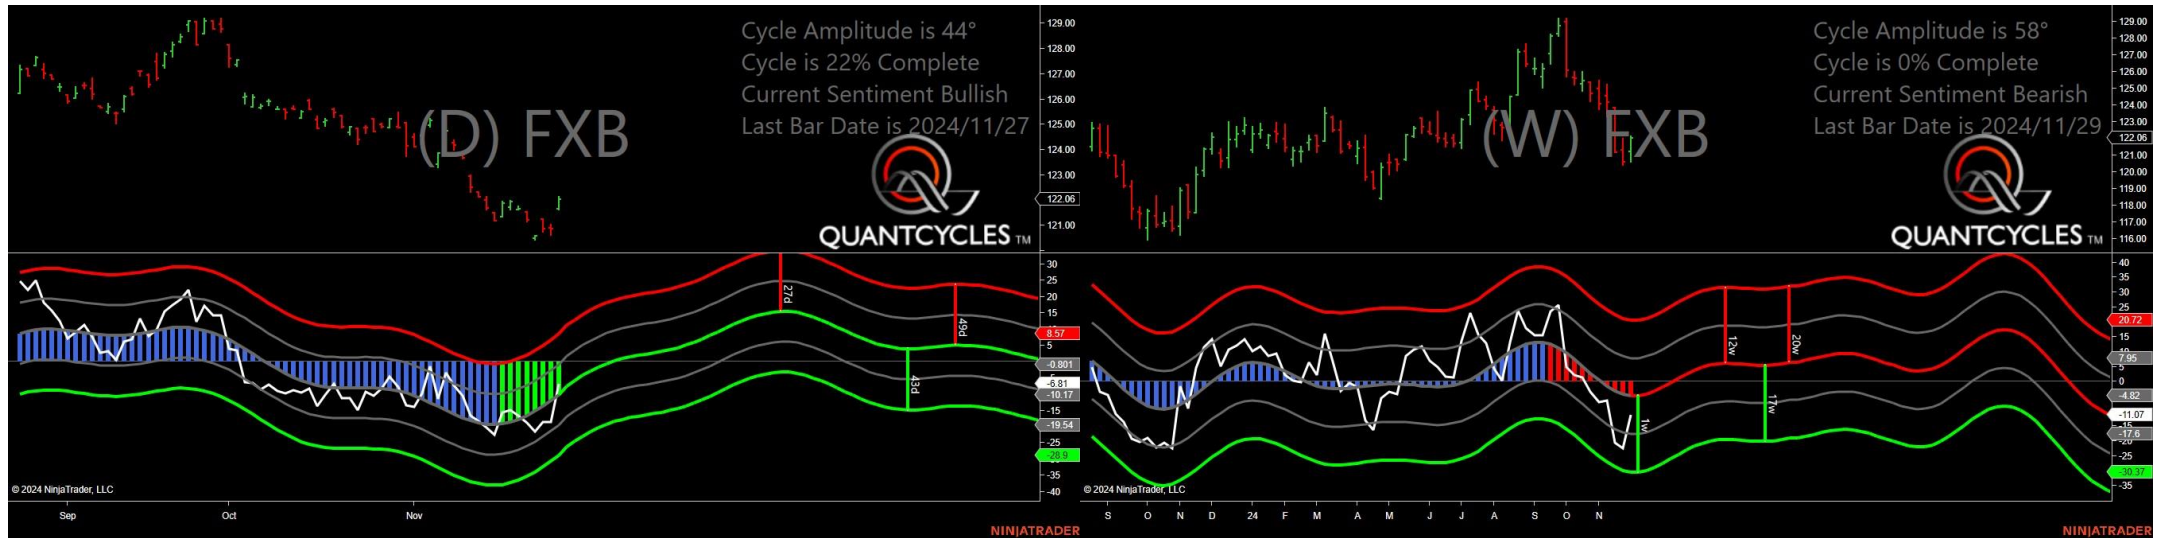 Cycle Amplitude is 44°
Cycle is 22% Complete
Current Sentiment Bullish
Last Bar Date is 2024/11/27
(D) FXB
QUANTCYCLES TM
129.00
128.00
127.00
126.00
125.00
124.00
123.00
122.06
121.00
30
25
20
15
8.57
5
-0.801
-6.81
-10.17
-15
-19.54
-25
-28.9
-35
-40
27d
43d
49d
© 2024 NinjaTrader, LLC
Sep Oct Nov
NINJATRADER
Cycle Amplitude is 58°
Cycle is 0% Complete
Current Sentiment Bearish
Last Bar Date is 2024/11/29
(W) FXB
QUANTCYCLES TM
129.00
128.00
127.00
126.00
125.00
124.00
123.00
122.06
121.00
120.00
119.00
118.00
117.00
116.00
40
35
30
25
20.72
15
7.95
5
0
-4.82
-11.07
-17.6
-20
-25
-30.37
-35
1w
12w
17w
20w
© 2024 NinjaTrader, LLC
S O N D 24 F M A M J J A S O N
NINJATRADER